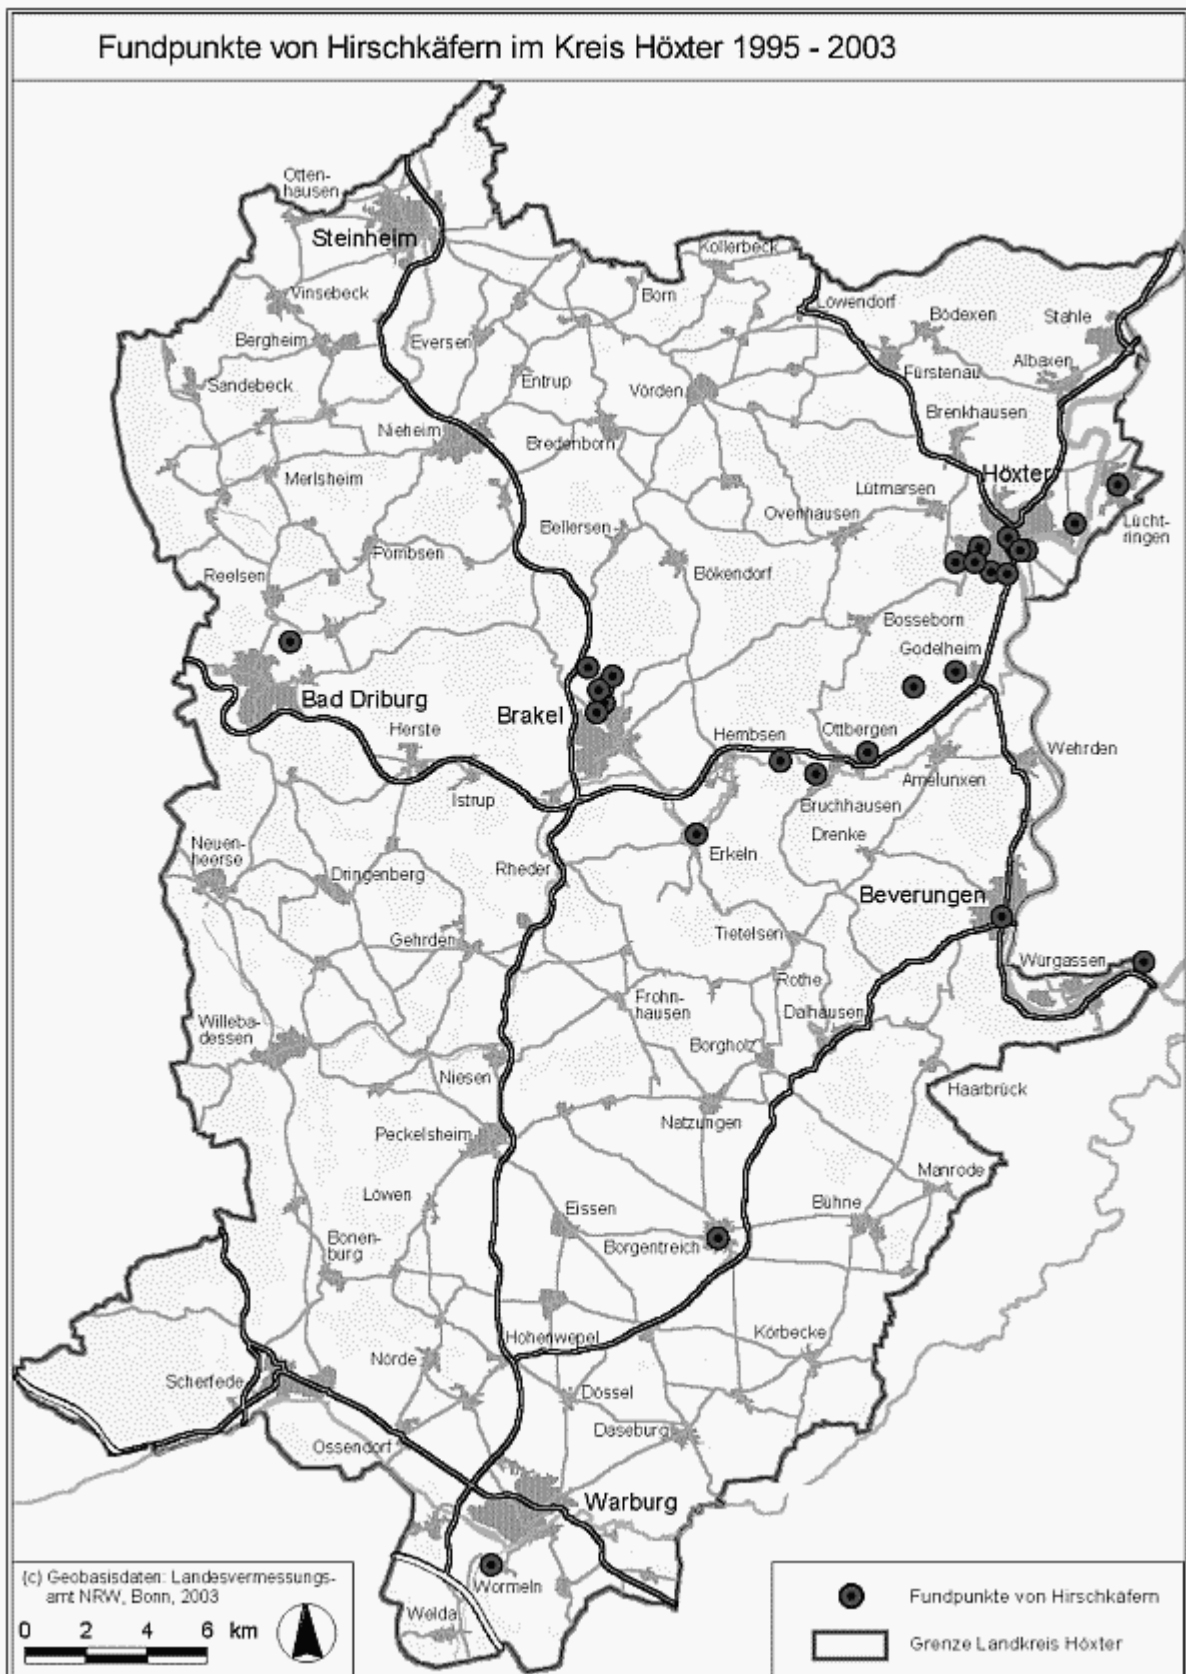 Fundpunkte von Hirschkäfern im Kreis Höxter 1995 - 2003
Otten-
hausen
Steinheim
Kollerbeck
Vinsebeck
Born
Löwendorf
Bödexen
Stahle
Bergheim
Eversen
Albaxen
Sandebeck
Entrup
Vörden
Fürstenau
Brenkhausen
Nieheim
Bredenborn
Merlsheim
Höxter
Lütmarsen
Ovenhausen
Lücht-
ringen
Bellersen
Pömbsen
Reelsen
Bökendorf
Bosseborn
Godelheim
Bad Driburg
Brakel
Herste
Hembsen
Ottbergen
Wehrden
Istrup
Amelunxen
Bruchhausen
Drenke
Erkeln
Neuen-
heerse
Rheder
Dringenberg
Beverungen
Gehrden
Tietelsen
Würgassen
Rothe
Frohn-
hausen
Dalhausen
Willeba-
dessen
Borgholz
Niesen
Haarbrück
Natzungen
Peckelsheim
Manrode
Löwen
Eissen
Bühne
Bonen-
burg
Borgentreich
Hohenwepel
Körbecke
Nörde
Scherfede
Dössel
Daseburg
Ossendorf
Warburg
Wormeln
Welda
(c) Geobasisdaten: Landesvermessungs-
amt NRW, Bonn, 2003
0 2 4 6 km
Fundpunkte von Hirschkäfern
Grenze Landkreis Höxter